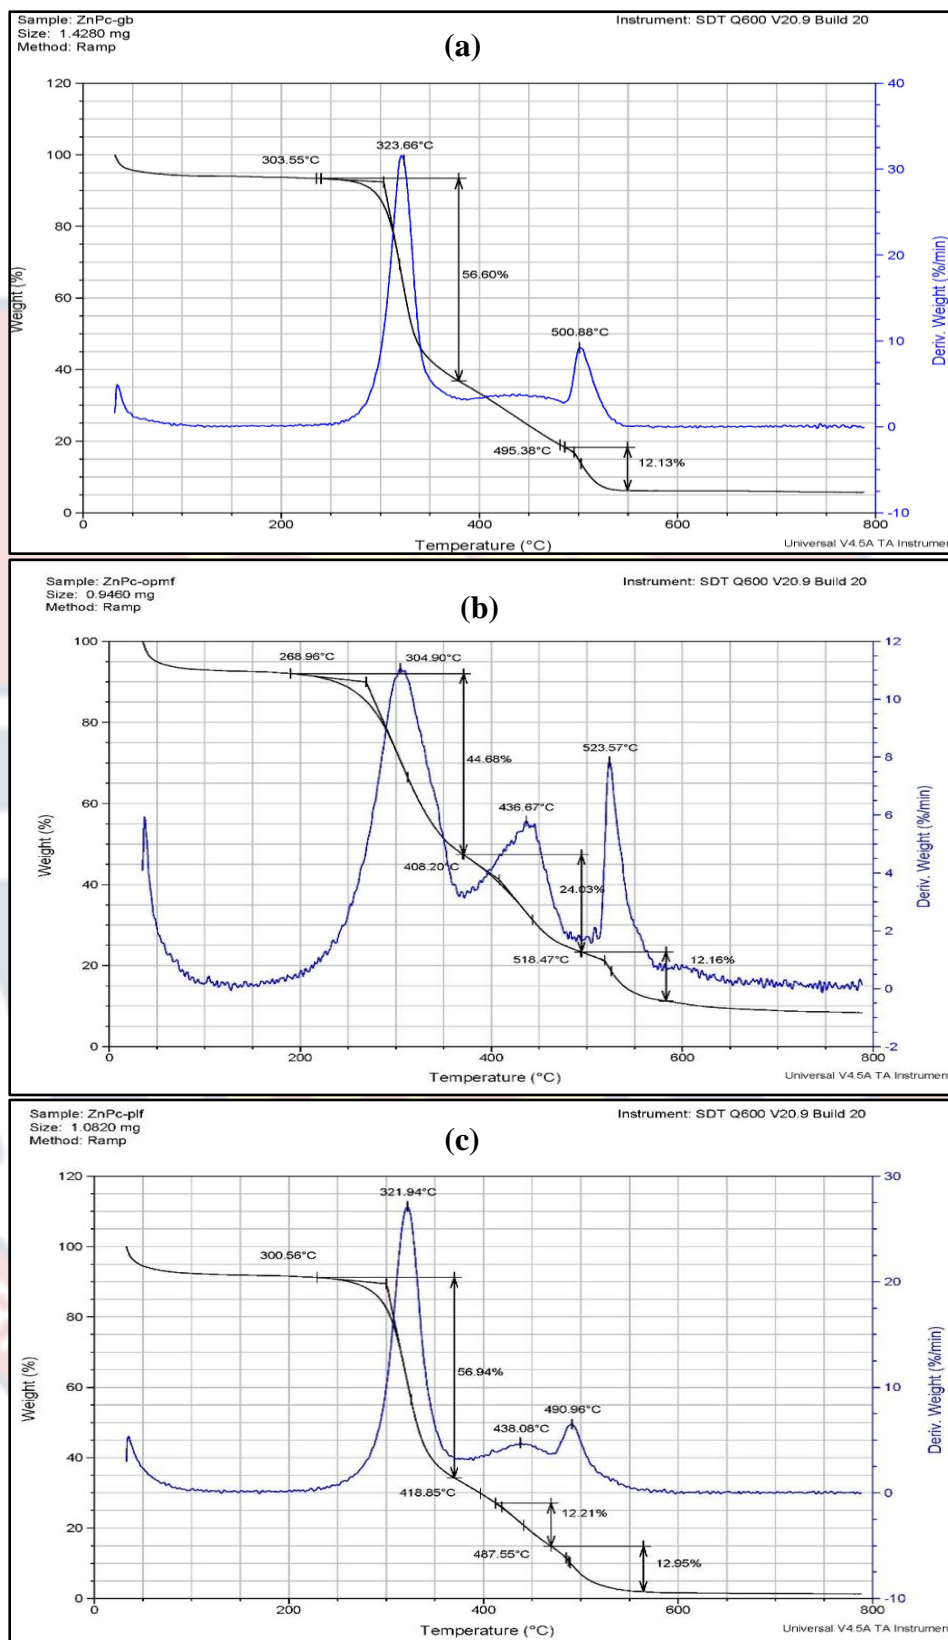 Sample: ZnPc-gb
Size: 1.4280 mg
Method: Ramp
Instrument: SDT Q600 V20.9 Build 20
(a)
120
100
80
60
40
20
0
Weight (%)
40
30
20
10
0
-10
Deriv. Weight (%/min)
303.55°C
323.66°C
56.60%
500.88°C
495.38°C
12.13%
0
200
400
600
800
Temperature (°C)
Universal V4.5A TA Instrumen
Sample: ZnPc-opmf
Size: 0.9460 mg
Method: Ramp
Instrument: SDT Q600 V20.9 Build 20
(b)
100
80
60
40
20
0
Weight (%)
12
10
8
6
4
2
0
-2
Deriv. Weight (%/min)
268.96°C
304.90°C
44.68%
523.57°C
436.67°C
408.20°C
24.03%
518.47°C
12.16%
0
200
400
600
800
Temperature (°C)
Universal V4.5A TA Instrument
Sample: ZnPc-plf
Size: 1.0820 mg
Method: Ramp
Instrument: SDT Q600 V20.9 Build 20
(c)
120
100
80
60
40
20
0
Weight (%)
30
20
10
0
-10
Deriv. Weight (%/min)
321.94°C
300.56°C
56.94%
438.08°C
490.96°C
418.85°C
12.21%
487.55°C
12.95%
0
200
400
600
800
Temperature (°C)
Universal V4.5A TA Instrument